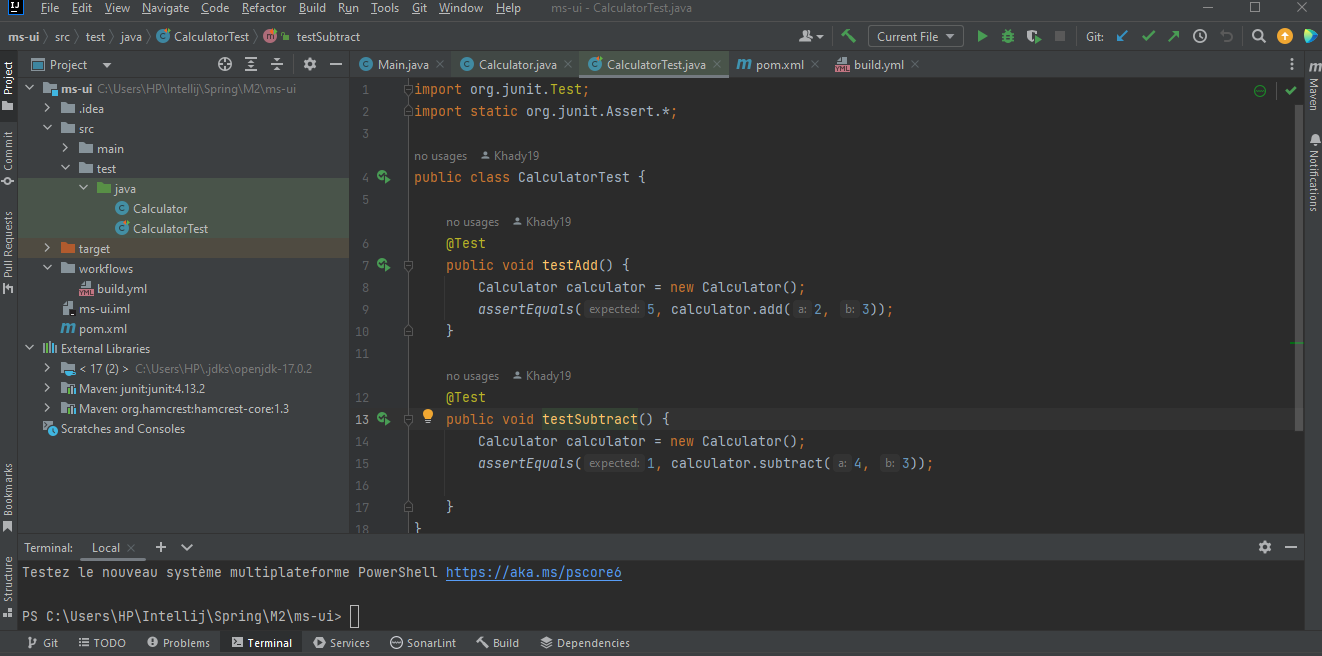 File Edit View Navigate Code Refactor Build Run Tools Git Window Help ms-ui - CalculatorTest.java
ms-ui src test java CalculatorTest testSubtract Current File Git:
Project
Main.java Calculator.java CalculatorTest.java pom.xml build.yml
Project
Commit
Pull Requests
Bookmarks
Structure
ms-ui C:\Users\HP\Intellij\Spring\M2\ms-ui
.idea
src
main
test
java
Calculator
CalculatorTest
target
workflows
build.yml
ms-ui.iml
pom.xml
External Libraries
< 17 (2) > C:\Users\HP\.jdks\openjdk-17.0.2
Maven: junit:junit:4.13.2
Maven: org.hamcrest:hamcrest-core:1.3
Scratches and Consoles
1 import org.junit.Test;
2 import static org.junit.Assert.*;
3
no usages Khady19
4 public class CalculatorTest {
5
no usages Khady19
6 @Test
7 public void testAdd() {
8 Calculator calculator = new Calculator();
9 assertEquals( expected: 5, calculator.add( a: 2, b: 3));
10 }
11
no usages Khady19
12 @Test
13 public void testSubtract() {
14 Calculator calculator = new Calculator();
15 assertEquals( expected: 1, calculator.subtract( a: 4, b: 3));
16
17 }
18 }
Maven
Notifications
Terminal: Local
Testez le nouveau système multiplateforme PowerShell https://aka.ms/pscore6
PS C:\Users\HP\Intellij\Spring\M2\ms-ui>
Git TODO Problems Terminal Services SonarLint Build Dependencies